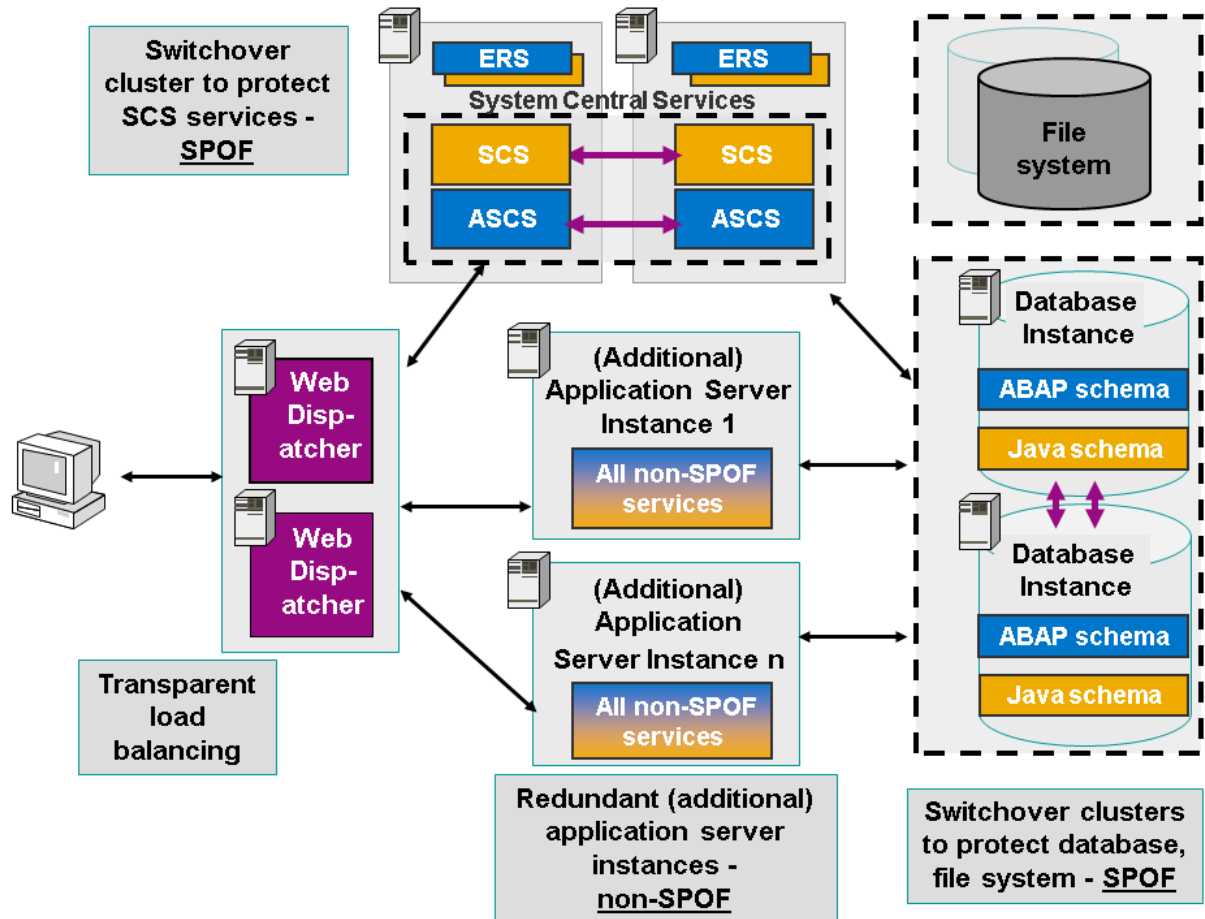 Switchover
cluster to protect
SCS services -
SPOF
ERS
ERS
System Central Services
SCS
SCS
ASCS
ASCS
File
system
Database
Instance
ABAP schema
Java schema
Database
Instance
ABAP schema
Java schema
Web
Disp-
atcher
Web
Disp-
atcher
(Additional)
Application Server
Instance 1
All non-SPOF
services
(Additional)
Application
Server Instance n
All non-SPOF
services
Transparent
load
balancing
Redundant (additional)
application server
instances -
non-SPOF
Switchover clusters
to protect database,
file system - SPOF